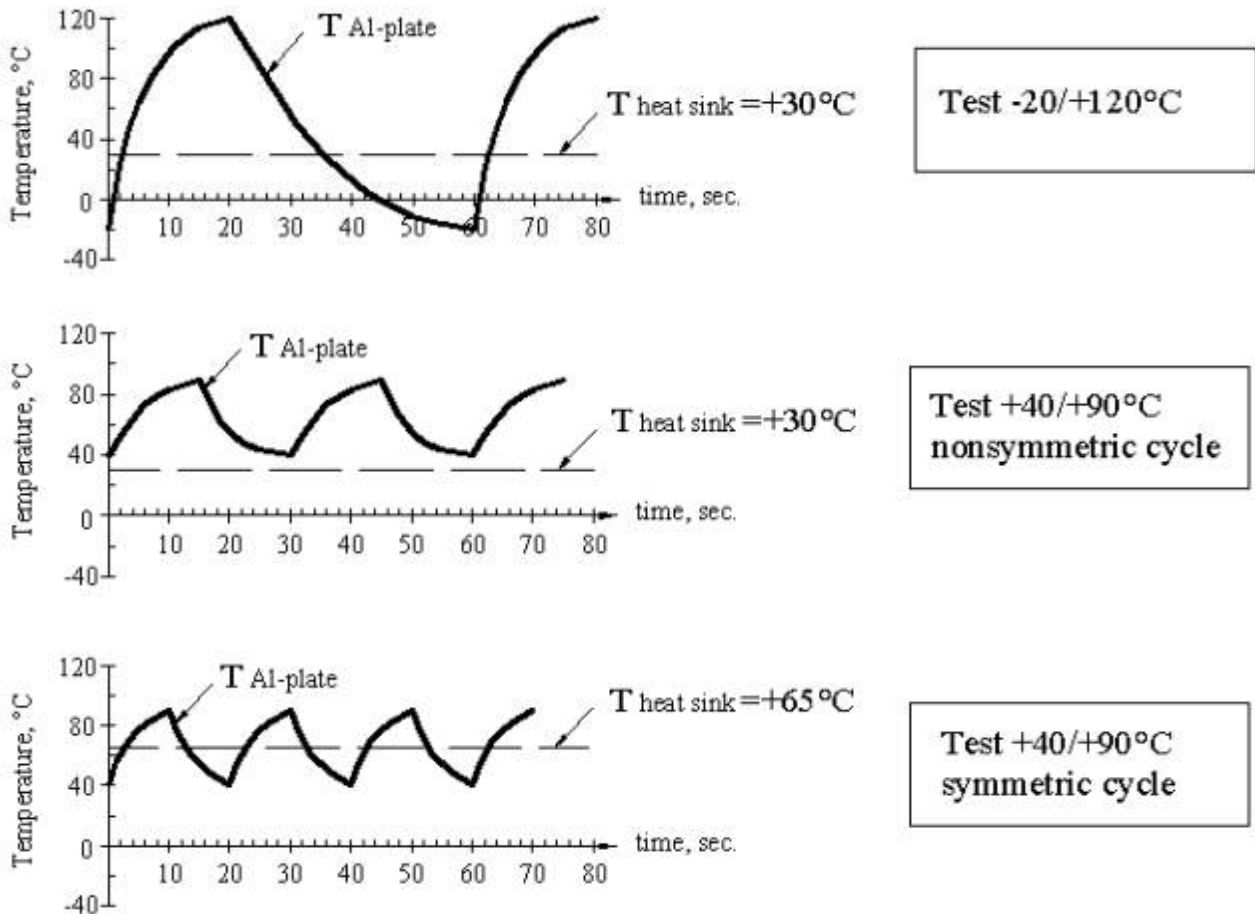 Temperature, °C
120
80
40
0
-40
T Al-plate
T heat sink =+30°C
time, sec.
10 20 30 40 50 60 70 80
Test -20/+120°C
Temperature, °C
120
80
40
0
-40
T Al-plate
T heat sink =+30°C
time, sec.
10 20 30 40 50 60 70 80
Test +40/+90°C
nonsymmetric cycle
Temperature, °C
120
80
40
0
-40
T Al-plate
T heat sink =+65°C
time, sec.
10 20 30 40 50 60 70 80
Test +40/+90°C
symmetric cycle